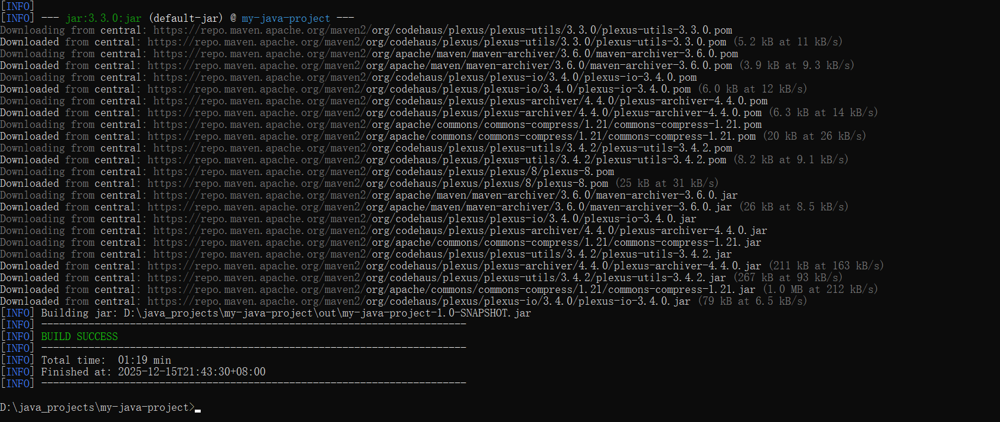 [INFO]
[INFO] --- jar:3.3.0:jar (default-jar) @ my-java-project ---
Downloading from central: https://repo.maven.apache.org/maven2/org/codehaus/plexus/plexus-utils/3.3.0/plexus-utils-3.3.0.pom
Downloaded from central: https://repo.maven.apache.org/maven2/org/codehaus/plexus/plexus-utils/3.3.0/plexus-utils-3.3.0.pom (5.2 kB at 11 kB/s)
Downloading from central: https://repo.maven.apache.org/maven2/org/apache/maven/maven-archiver/3.6.0/maven-archiver-3.6.0.pom
Downloaded from central: https://repo.maven.apache.org/maven2/org/apache/maven/maven-archiver/3.6.0/maven-archiver-3.6.0.pom (3.9 kB at 9.3 kB/s)
Downloading from central: https://repo.maven.apache.org/maven2/org/codehaus/plexus/plexus-io/3.4.0/plexus-io-3.4.0.pom
Downloaded from central: https://repo.maven.apache.org/maven2/org/codehaus/plexus/plexus-io/3.4.0/plexus-io-3.4.0.pom (6.0 kB at 12 kB/s)
Downloading from central: https://repo.maven.apache.org/maven2/org/codehaus/plexus/plexus-archiver/4.4.0/plexus-archiver-4.4.0.pom
Downloaded from central: https://repo.maven.apache.org/maven2/org/codehaus/plexus/plexus-archiver/4.4.0/plexus-archiver-4.4.0.pom (6.3 kB at 14 kB/s)
Downloading from central: https://repo.maven.apache.org/maven2/org/apache/commons/commons-compress/1.21/commons-compress-1.21.pom
Downloaded from central: https://repo.maven.apache.org/maven2/org/apache/commons/commons-compress/1.21/commons-compress-1.21.pom (20 kB at 26 kB/s)
Downloading from central: https://repo.maven.apache.org/maven2/org/codehaus/plexus/plexus-utils/3.4.2/plexus-utils-3.4.2.pom
Downloaded from central: https://repo.maven.apache.org/maven2/org/codehaus/plexus/plexus-utils/3.4.2/plexus-utils-3.4.2.pom (8.2 kB at 9.1 kB/s)
Downloading from central: https://repo.maven.apache.org/maven2/org/codehaus/plexus/plexus/8/plexus-8.pom
Downloaded from central: https://repo.maven.apache.org/maven2/org/codehaus/plexus/plexus/8/plexus-8.pom (25 kB at 31 kB/s)
Downloading from central: https://repo.maven.apache.org/maven2/org/apache/maven/maven-archiver/3.6.0/maven-archiver-3.6.0.jar
Downloaded from central: https://repo.maven.apache.org/maven2/org/apache/maven/maven-archiver/3.6.0/maven-archiver-3.6.0.jar (26 kB at 8.5 kB/s)
Downloading from central: https://repo.maven.apache.org/maven2/org/codehaus/plexus/plexus-io/3.4.0/plexus-io-3.4.0.jar
Downloading from central: https://repo.maven.apache.org/maven2/org/codehaus/plexus/plexus-archiver/4.4.0/plexus-archiver-4.4.0.jar
Downloading from central: https://repo.maven.apache.org/maven2/org/apache/commons/commons-compress/1.21/commons-compress-1.21.jar
Downloading from central: https://repo.maven.apache.org/maven2/org/codehaus/plexus/plexus-utils/3.4.2/plexus-utils-3.4.2.jar
Downloaded from central: https://repo.maven.apache.org/maven2/org/codehaus/plexus/plexus-archiver/4.4.0/plexus-archiver-4.4.0.jar (211 kB at 163 kB/s)
Downloaded from central: https://repo.maven.apache.org/maven2/org/codehaus/plexus/plexus-utils/3.4.2/plexus-utils-3.4.2.jar (267 kB at 93 kB/s)
Downloaded from central: https://repo.maven.apache.org/maven2/org/apache/commons/commons-compress/1.21/commons-compress-1.21.jar (1.0 MB at 212 kB/s)
Downloaded from central: https://repo.maven.apache.org/maven2/org/codehaus/plexus/plexus-io/3.4.0/plexus-io-3.4.0.jar (79 kB at 6.5 kB/s)
[INFO] Building jar: D:\java_projects\my-java-project\out\my-java-project-1.0-SNAPSHOT.jar
[INFO] ------------------------------------------------------------------------
[INFO] BUILD SUCCESS
[INFO] ------------------------------------------------------------------------
[INFO] Total time:  01:19 min
[INFO] Finished at: 2025-12-15T21:43:30+08:00
[INFO] ------------------------------------------------------------------------
D:\java_projects\my-java-project>